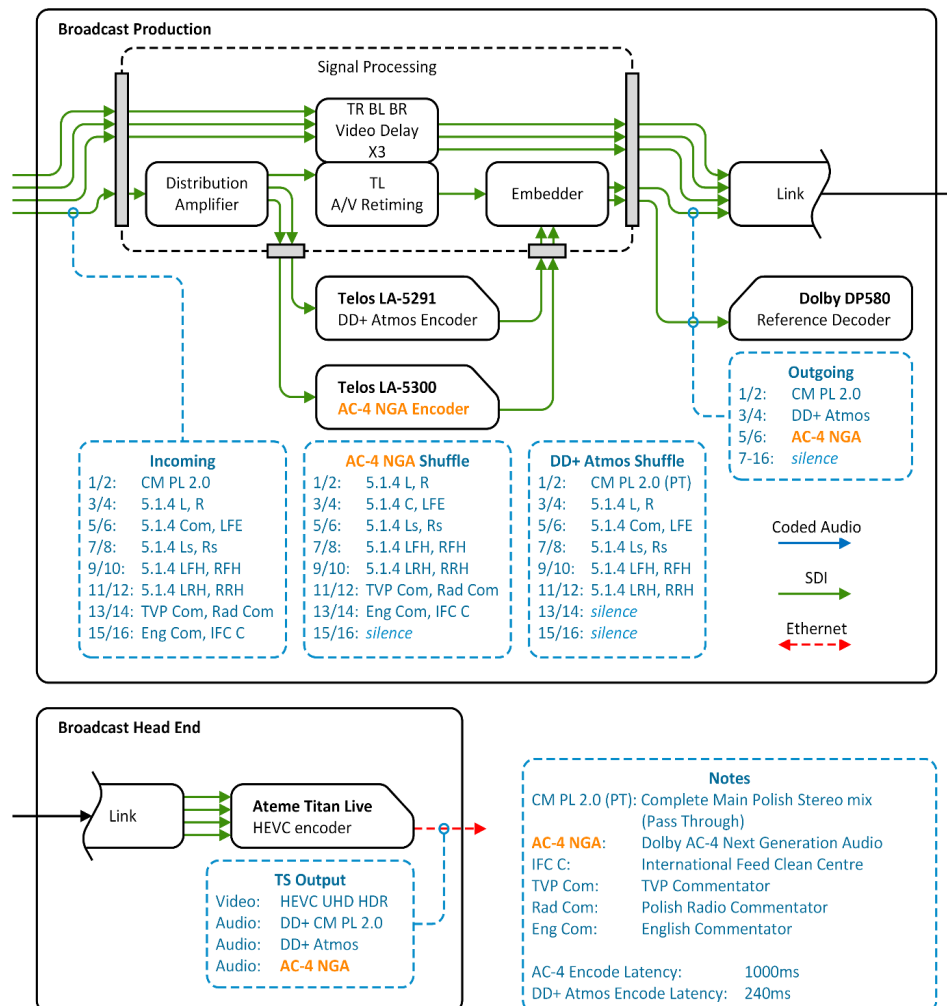 Broadcast Production
Signal Processing
TR BL BR
Video Delay
X3
Distribution
Amplifier
TL
A/V Retiming
Embedder
Link
Telos LA-5291
DD+ Atmos Encoder
Dolby DP580
Reference Decoder
Telos LA-5300
AC-4 NGA Encoder
Outgoing
1/2: CM PL 2.0
3/4: DD+ Atmos
5/6: AC-4 NGA
7-16: silence
Incoming
1/2: CM PL 2.0
3/4: 5.1.4 L, R
5/6: 5.1.4 Com, LFE
7/8: 5.1.4 Ls, Rs
9/10: 5.1.4 LFH, RFH
11/12: 5.1.4 LRH, RRH
13/14: TVP Com, Rad Com
15/16: Eng Com, IFC C
AC-4 NGA Shuffle
1/2: 5.1.4 L, R
3/4: 5.1.4 C, LFE
5/6: 5.1.4 Ls, Rs
7/8: 5.1.4 LFH, RFH
9/10: 5.1.4 LRH, RRH
11/12: TVP Com, Rad Com
13/14: Eng Com, IFC C
15/16: silence
DD+ Atmos Shuffle
1/2: CM PL 2.0 (PT)
3/4: 5.1.4 L, R
5/6: 5.1.4 Com, LFE
7/8: 5.1.4 Ls, Rs
9/10: 5.1.4 LFH, RFH
11/12: 5.1.4 LRH, RRH
13/14: silence
15/16: silence
Coded Audio
SDI
Ethernet
Broadcast Head End
Link
Ateme Titan Live
HEVC encoder
TS Output
Video: HEVC UHD HDR
Audio: DD+ CM PL 2.0
Audio: DD+ Atmos
Audio: AC-4 NGA
Notes
CM PL 2.0 (PT): Complete Main Polish Stereo mix
(Pass Through)
AC-4 NGA: Dolby AC-4 Next Generation Audio
IFC C: International Feed Clean Centre
TVP Com: TVP Commentator
Rad Com: Polish Radio Commentator
Eng Com: English Commentator
AC-4 Encode Latency: 1000ms
DD+ Atmos Encode Latency: 240ms